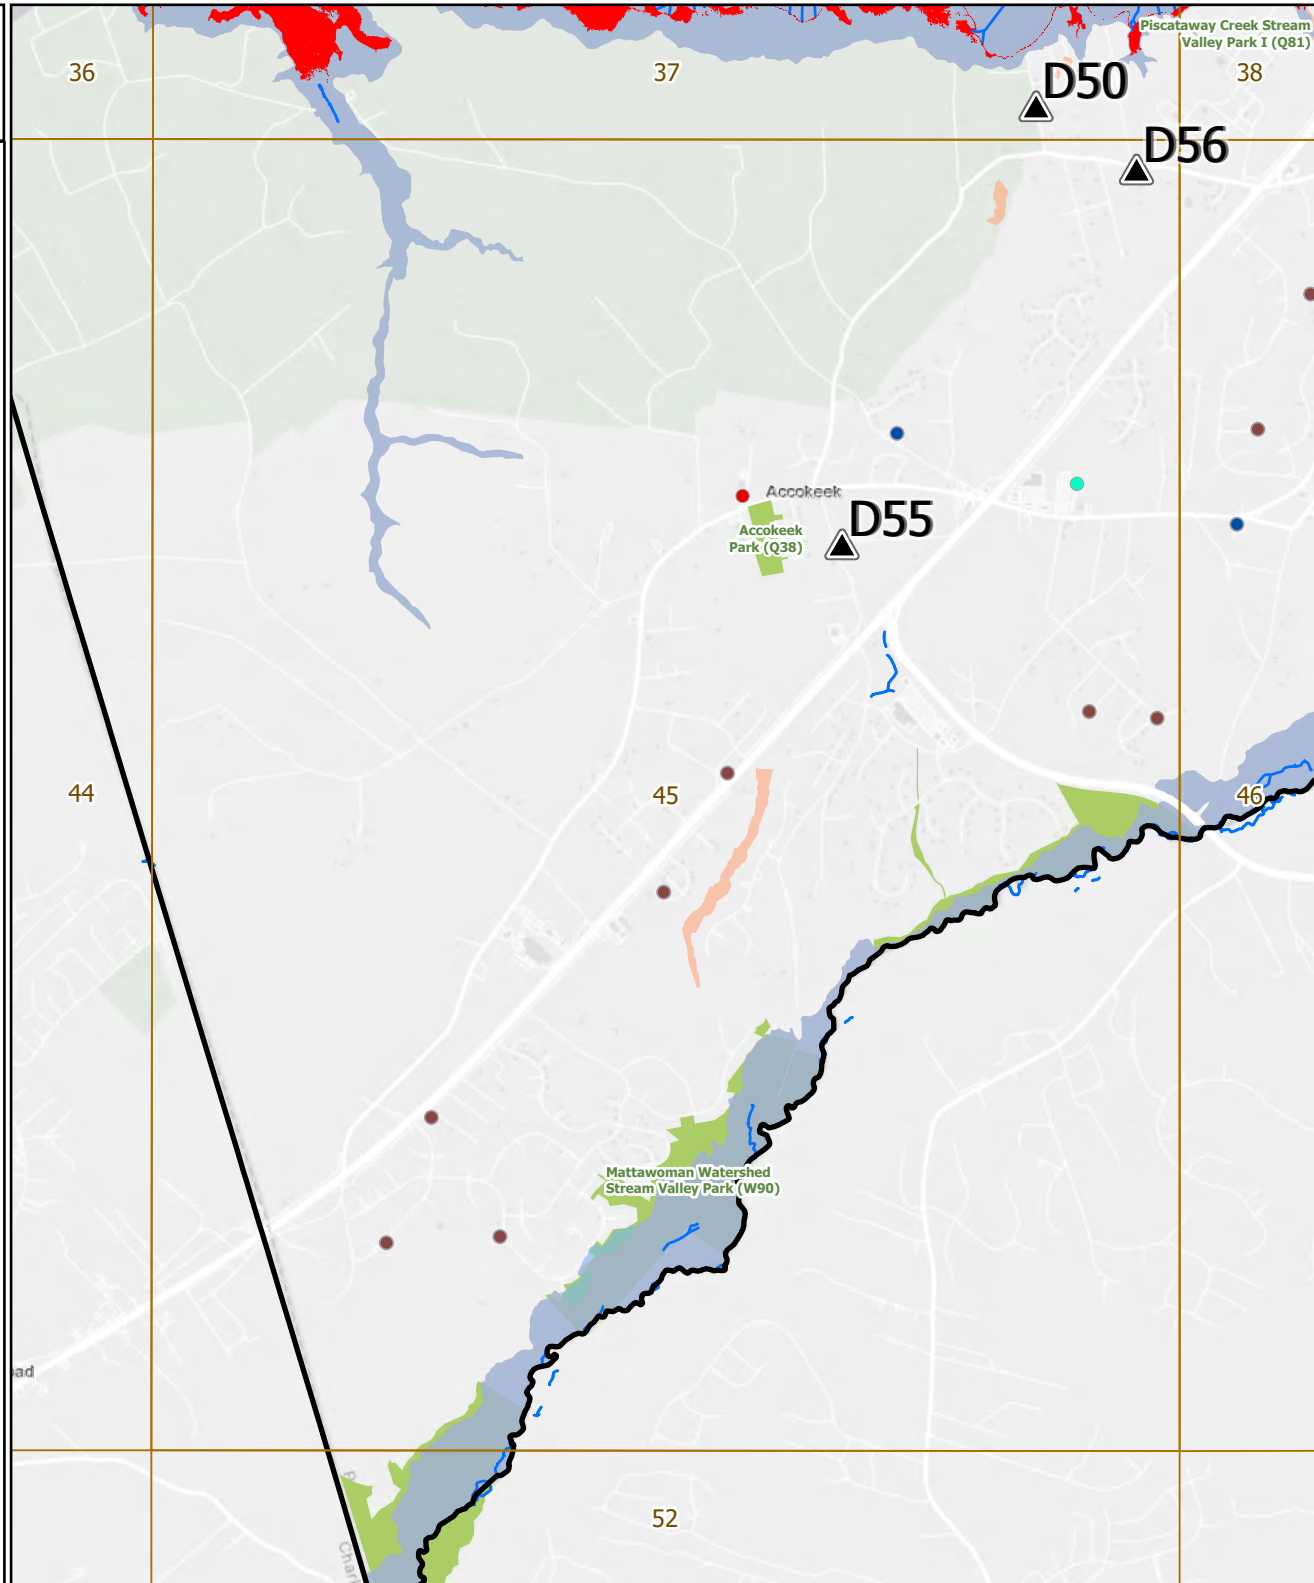 Piscataway Creek Stream
Valley Park I (Q81)
36
37
38
D50
D56
Accokeek
D55
Accokeek
Park (Q38)
44
45
46
Mattawoman Watershed
Stream Valley Park (W90)
ad
52
P
Charl